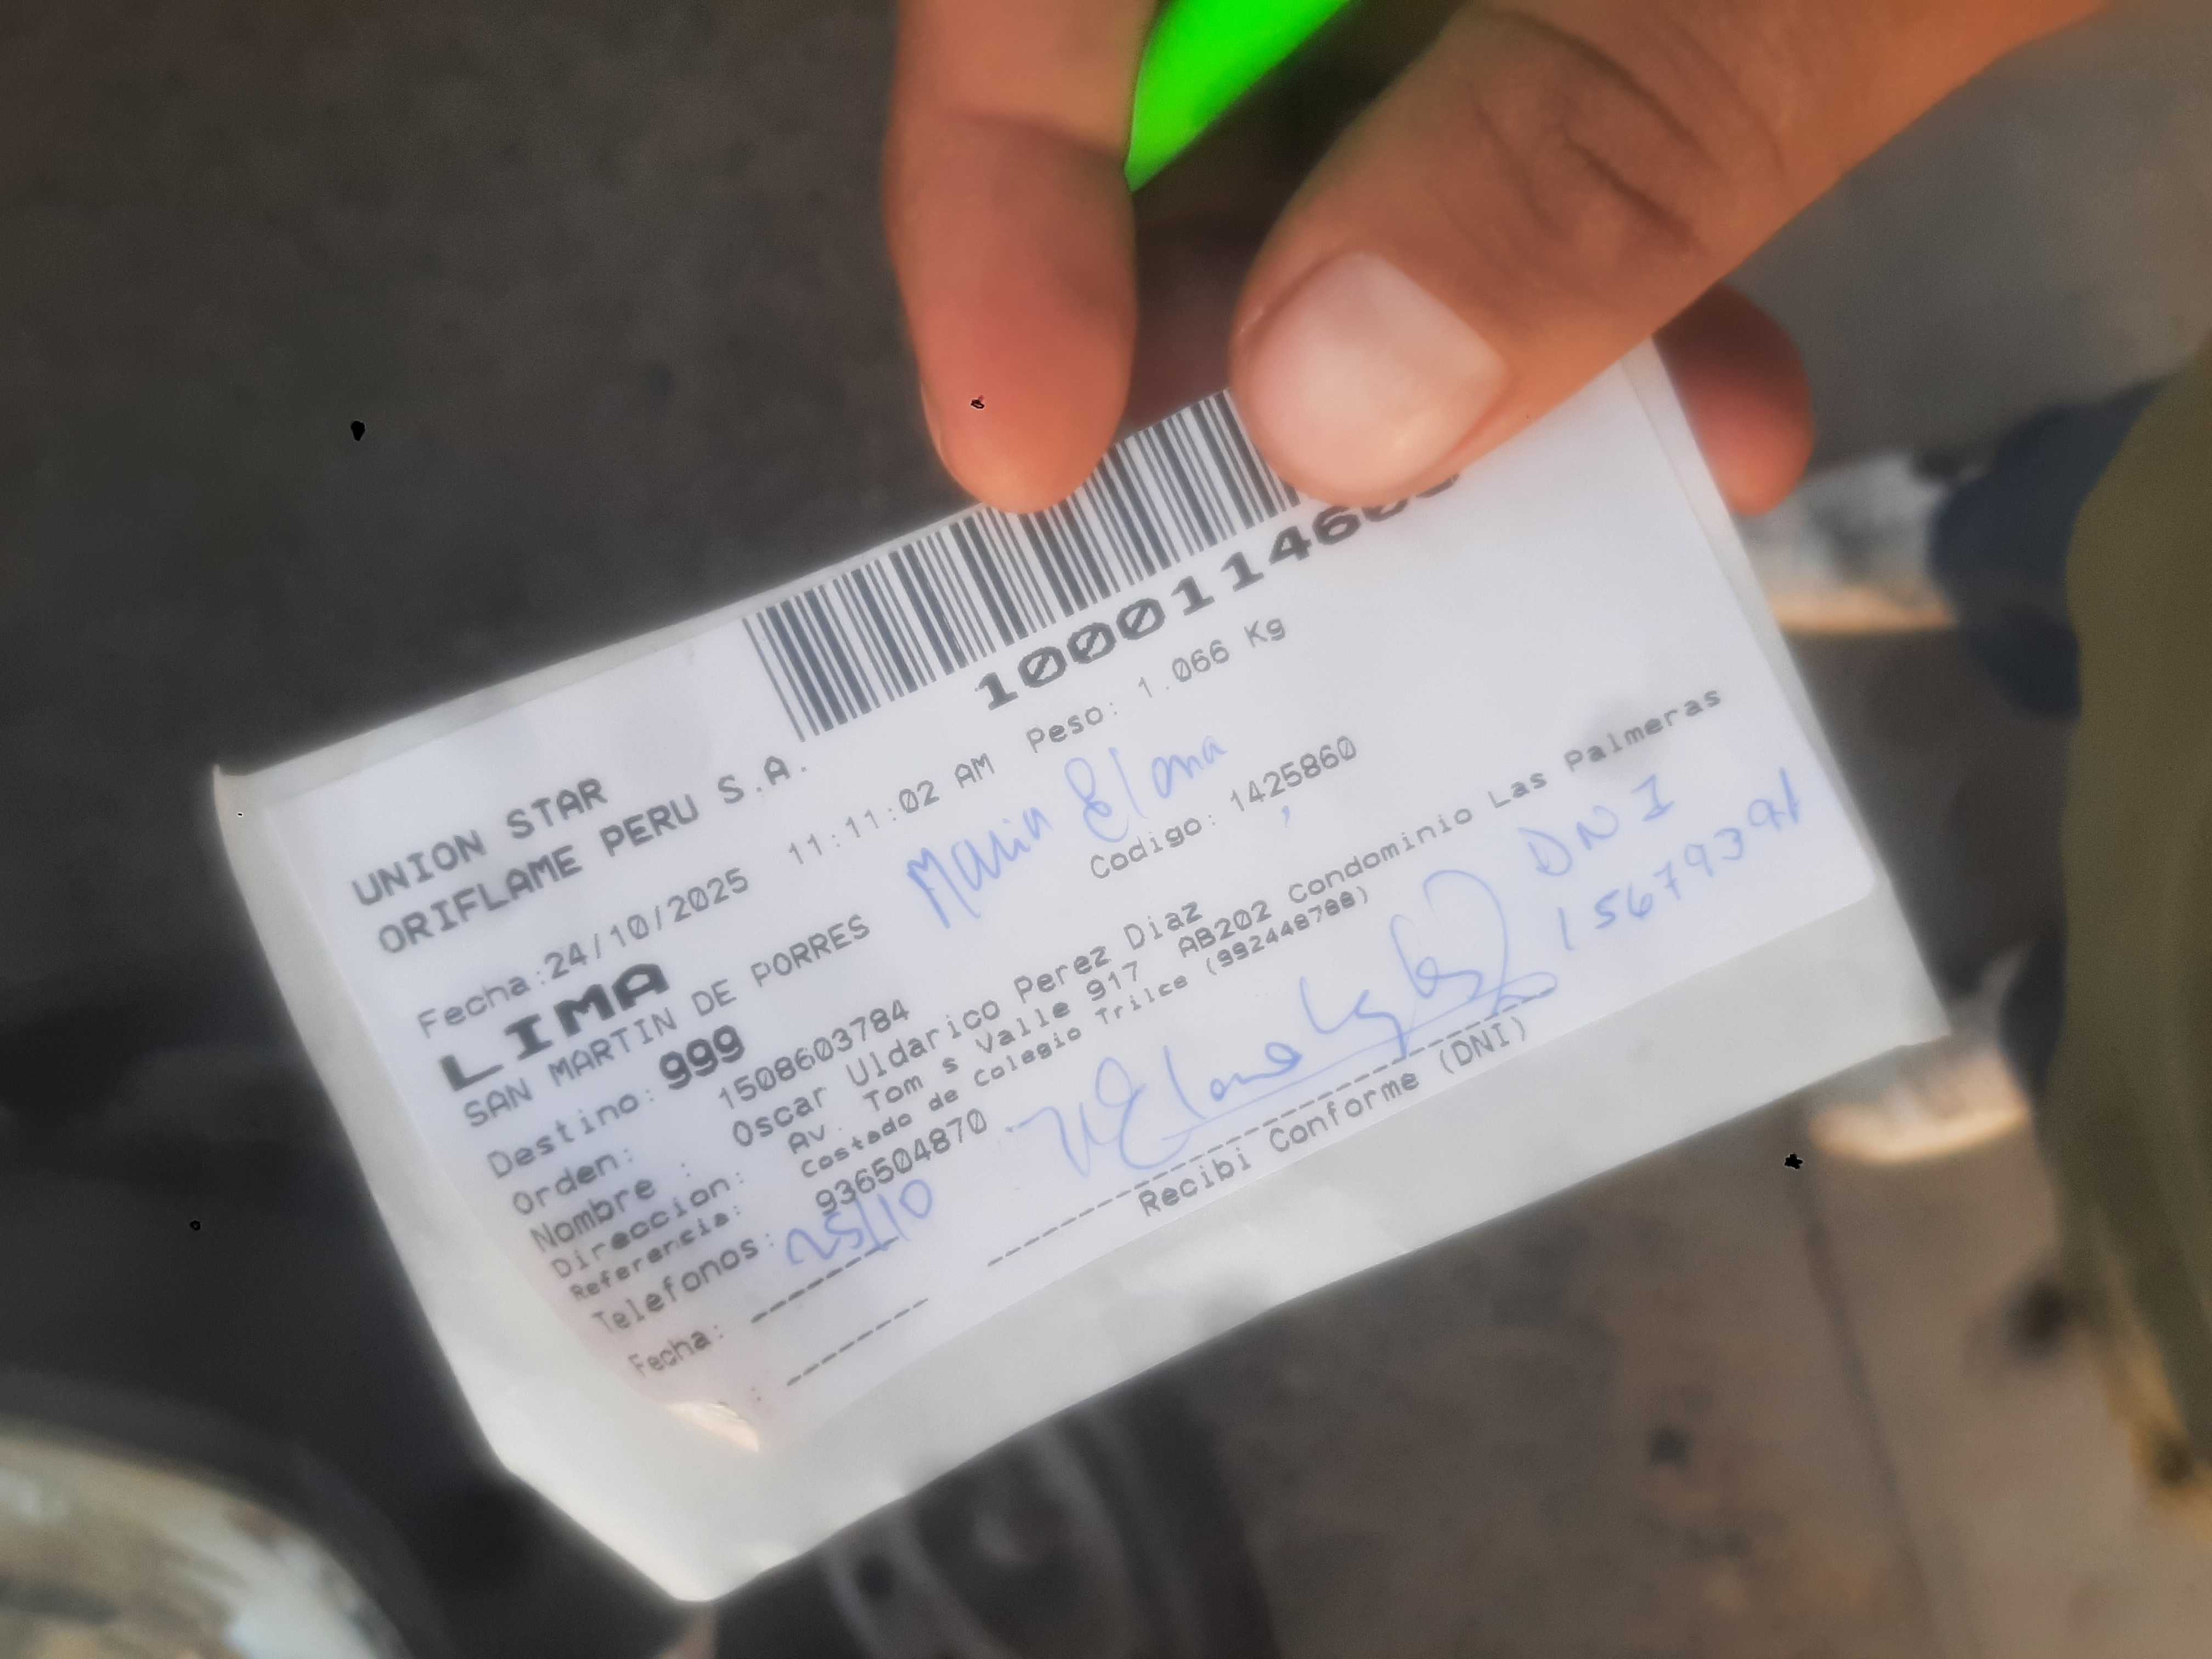 UNION STAR
ORIFLAME PERU S.A.
100011460
Fecha:24/10/2025 11:11:02 AM Peso: 1.066 Kg
LIMA
SAN MARTIN DE PORRES Maria Elena
Destino: 999 Codigo: 1425860
Orden: 1508603784
Nombre : Oscar Uldarico Perez Diaz
Direccion: Av. Tom s Valle 917 AB202 Condominio Las Palmeras
Referencia: Costado de Colegio Trilce (992448788)
Telefonos: 936504870
DNI
15679391
Fecha: 25/10
Recibi Conforme (DNI)